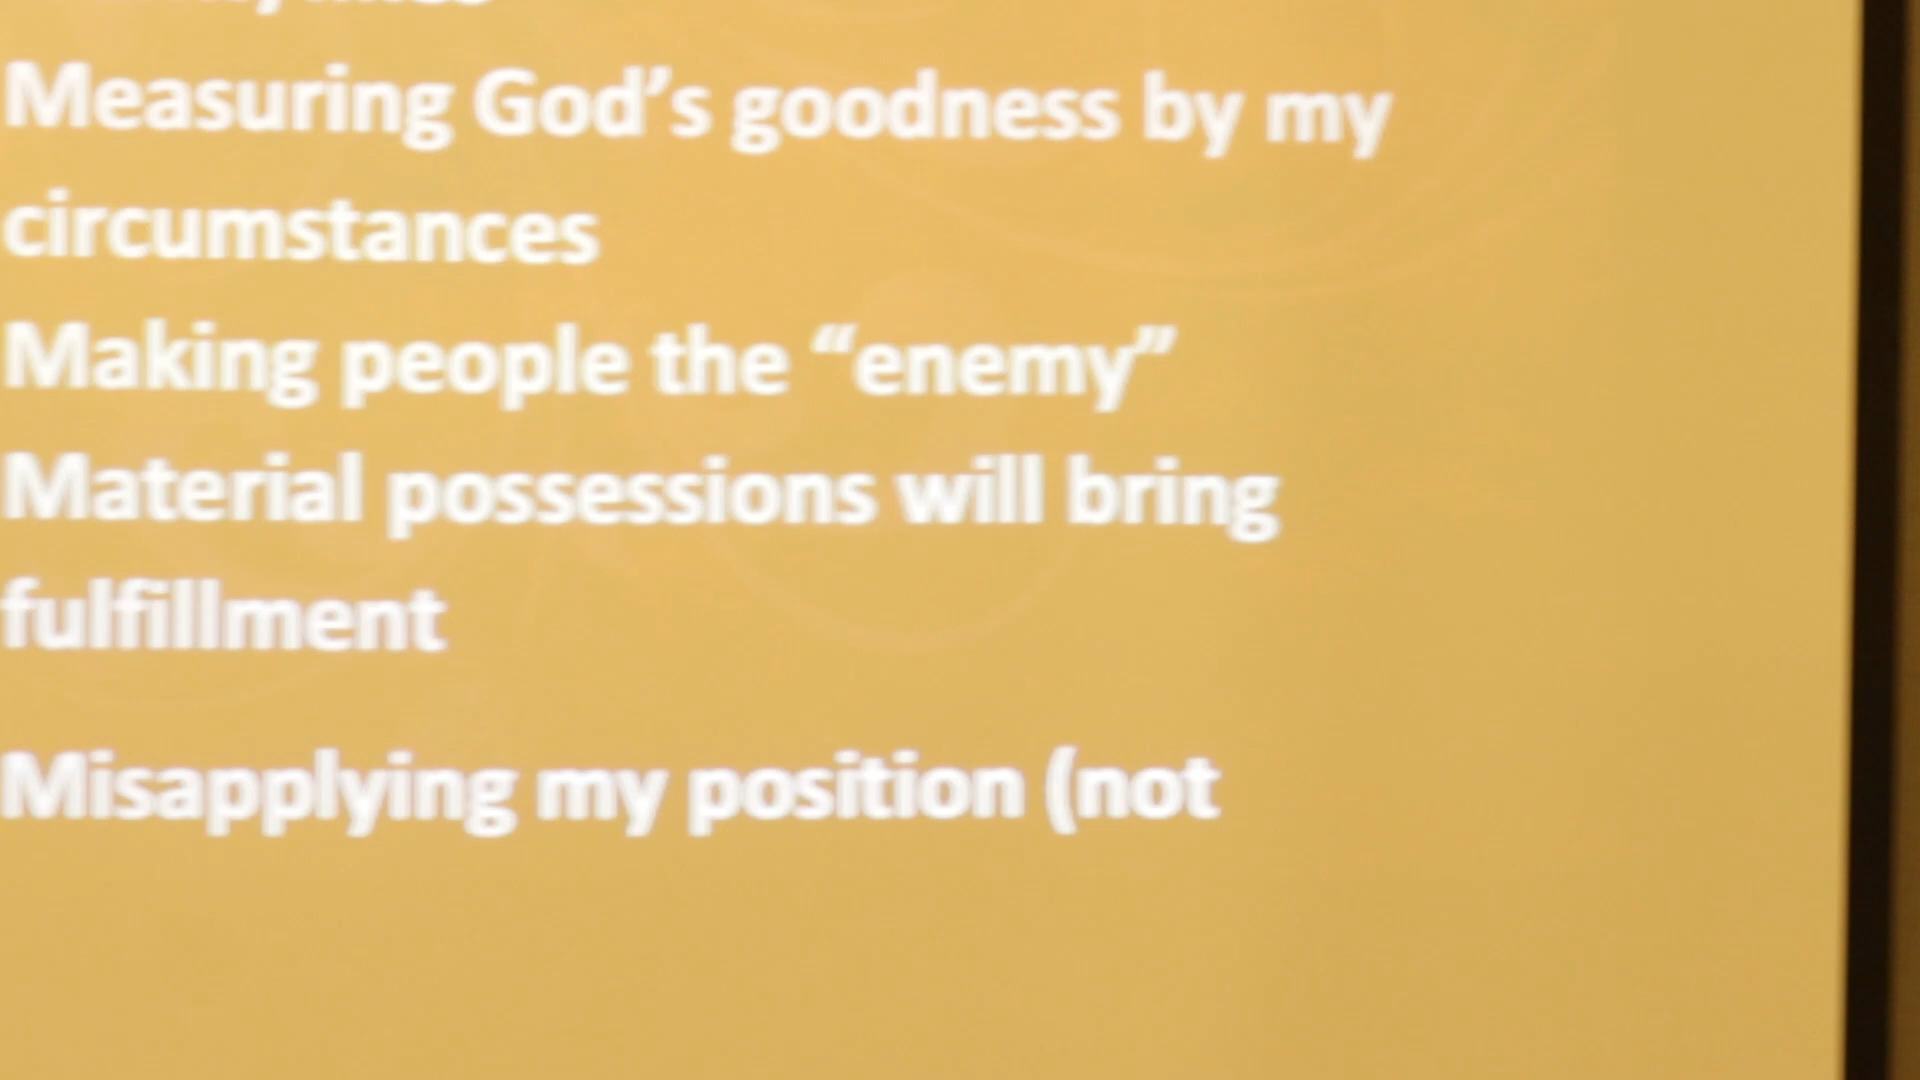 Measuring God’s goodness by my
circumstances
Making people the “enemy”
Material possessions will bring
fulfillment
Misapplying my position (not